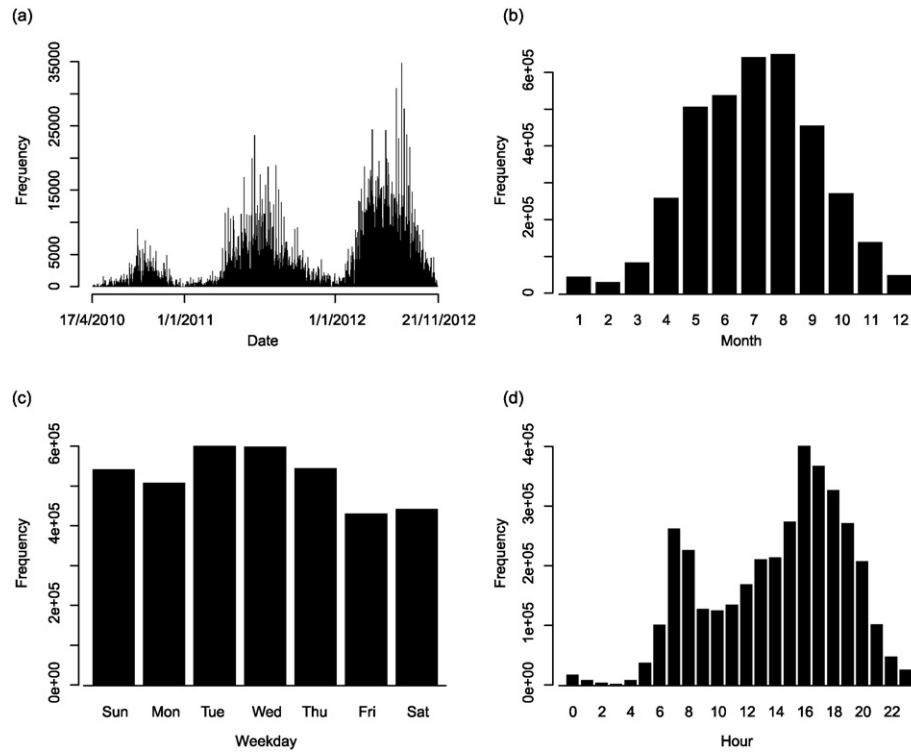 (a)
Frequency
0
5000
15000
25000
35000
17/4/2010 1/1/2011 1/1/2012 21/11/2012
Date
(b)
Frequency
0
2e+05
4e+05
6e+05
1 2 3 4 5 6 7 8 9 10 11 12
Month
(c)
Frequency
0e+00
2e+05
4e+05
6e+05
Sun Mon Tue Wed Thu Fri Sat
Weekday
(d)
Frequency
0e+00
1e+05
2e+05
3e+05
4e+05
0 2 4 6 8 10 12 14 16 18 20 22
Hour